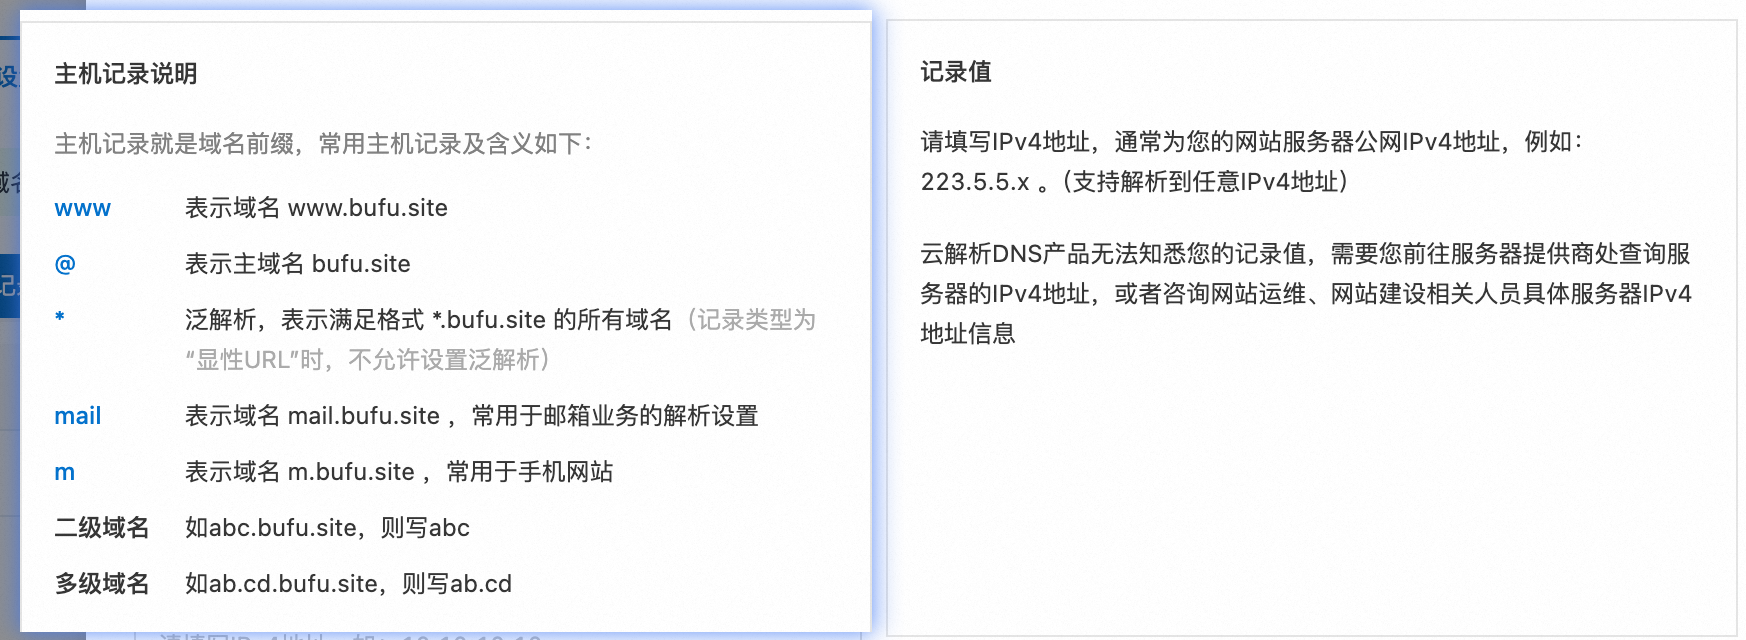 主机记录说明
主机记录就是域名前缀，常用主机记录及含义如下：
www 表示域名 www.bufu.site
@ 表示主域名 bufu.site
* 泛解析，表示满足格式 *.bufu.site 的所有域名（记录类型为
“显性URL”时，不允许设置泛解析）
mail 表示域名 mail.bufu.site ，常用于邮箱业务的解析设置
m 表示域名 m.bufu.site ，常用于手机网站
二级域名 如abc.bufu.site，则写abc
多级域名 如ab.cd.bufu.site，则写ab.cd
记录值
请填写IPv4地址，通常为您的网站服务器公网IPv4地址，例如：
223.5.5.x 。（支持解析到任意IPv4地址）
云解析DNS产品无法知悉您的记录值，需要您前往服务器提供商处查询服
务器的IPv4地址，或者咨询网站运维、网站建设相关人员具体服务器IPv4
地址信息